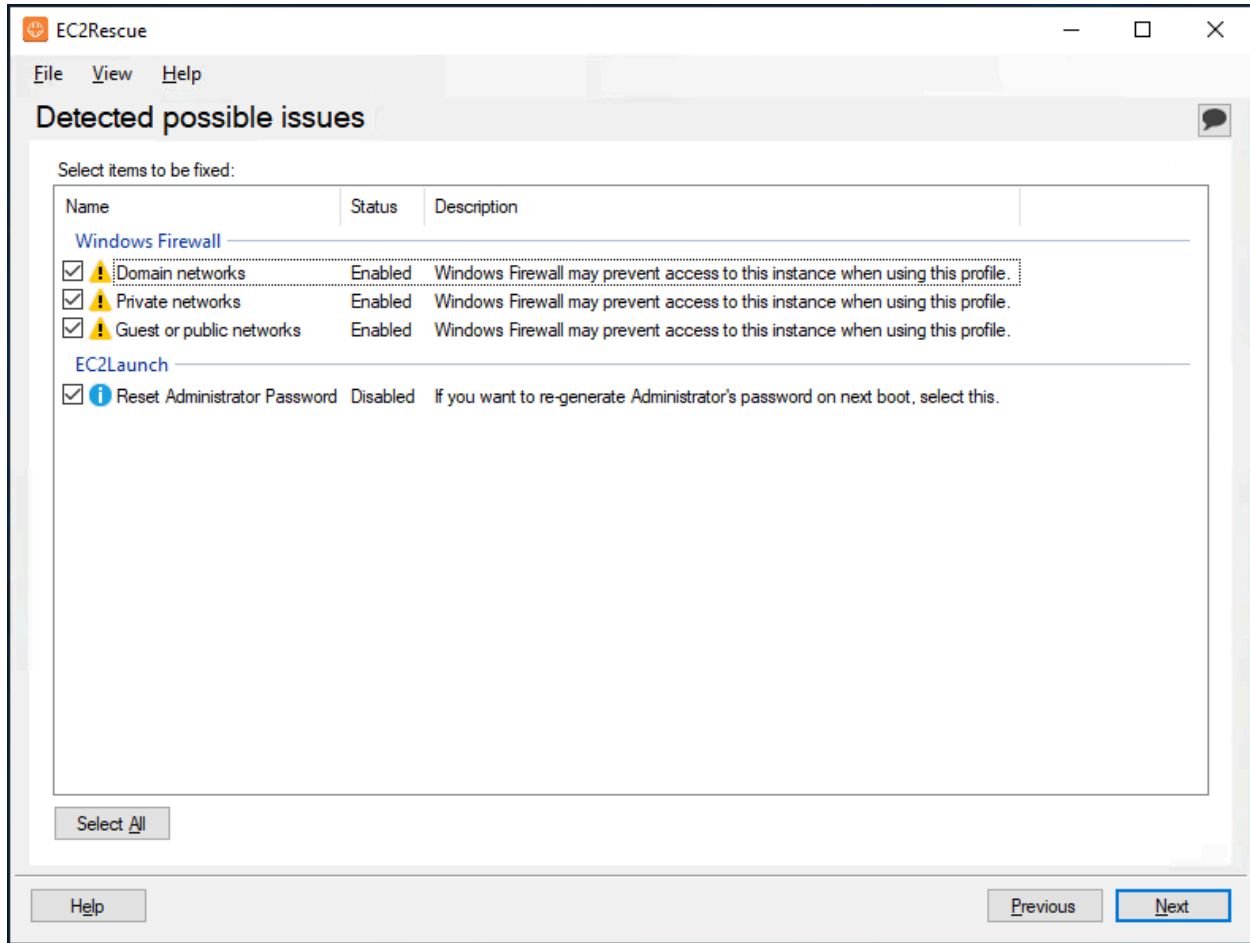 EC2Rescue
File View Help
Detected possible issues
Select items to be fixed:
Name Status Description
Windows Firewall
Domain networks Enabled Windows Firewall may prevent access to this instance when using this profile.
Private networks Enabled Windows Firewall may prevent access to this instance when using this profile.
Guest or public networks Enabled Windows Firewall may prevent access to this instance when using this profile.
EC2Launch
Reset Administrator Password Disabled If you want to re-generate Administrator's password on next boot, select this.
Select All
Help Previous Next